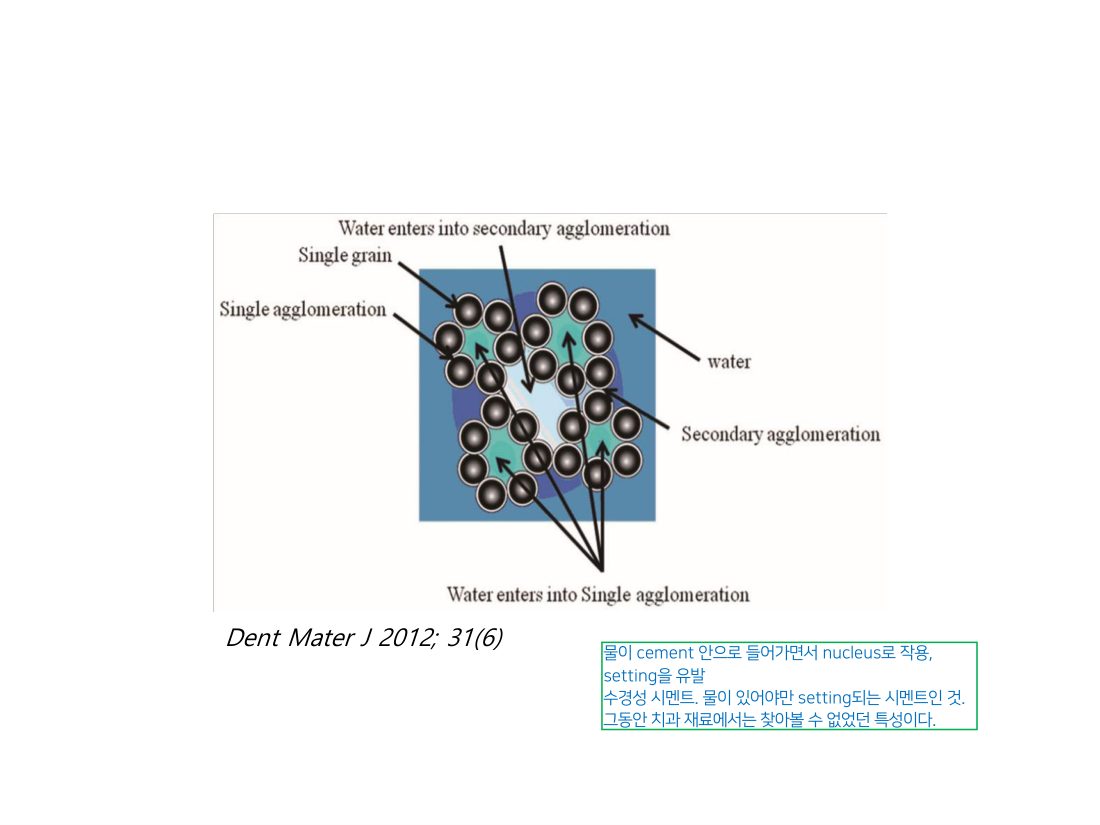 Water enters into secondary agglomeration
Single grain
Single agglomeration
water
Secondary agglomeration
Water enters into Single agglomeration
Dent Mater J 2012; 31(6)
물이 cement 안으로 들어가면서 nucleus로 작용,
setting을 유발
수경성 시멘트. 물이 있어야만 setting되는 시멘트인 것.
그동안 치과 재료에서는 찾아볼 수 없었던 특성이다.